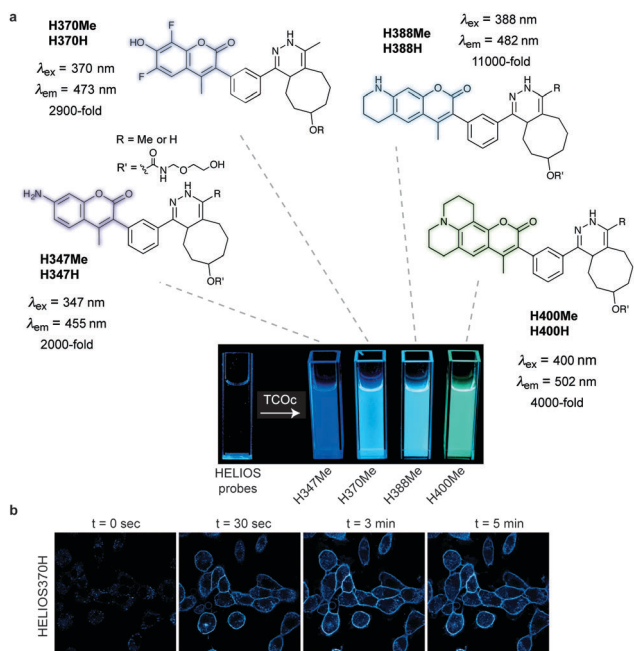 a
H370Me
H370H
λex = 370 nm
λem = 473 nm
2900-fold
HO
F
F
O
O
N
NH
Me
OR
H388Me
H388H
λex = 388 nm
λem = 482 nm
11000-fold
H
N
O
O
N
NH
R
OR'
R = Me or H
R' =
O
N
H
O
OH
H2N
O
O
N
NH
R
OR'
H347Me
H347H
λex = 347 nm
λem = 455 nm
2000-fold
N
O
O
N
NH
R
OR'
H400Me
H400H
λex = 400 nm
λem = 502 nm
4000-fold
TCOc
HELIOS
probes
H347Me
H370Me
H388Me
H400Me
b
t = 0 sec
t = 30 sec
t = 3 min
t = 5 min
HELIOS370H